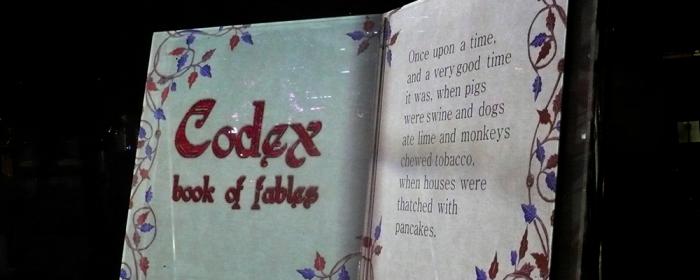 Codex
book of fables
Once upon a time,
and a very good time
it was, when pigs
were swine and dogs
ate lime and monkeys
chewed tobacco,
when houses were
thatched with
pancakes,